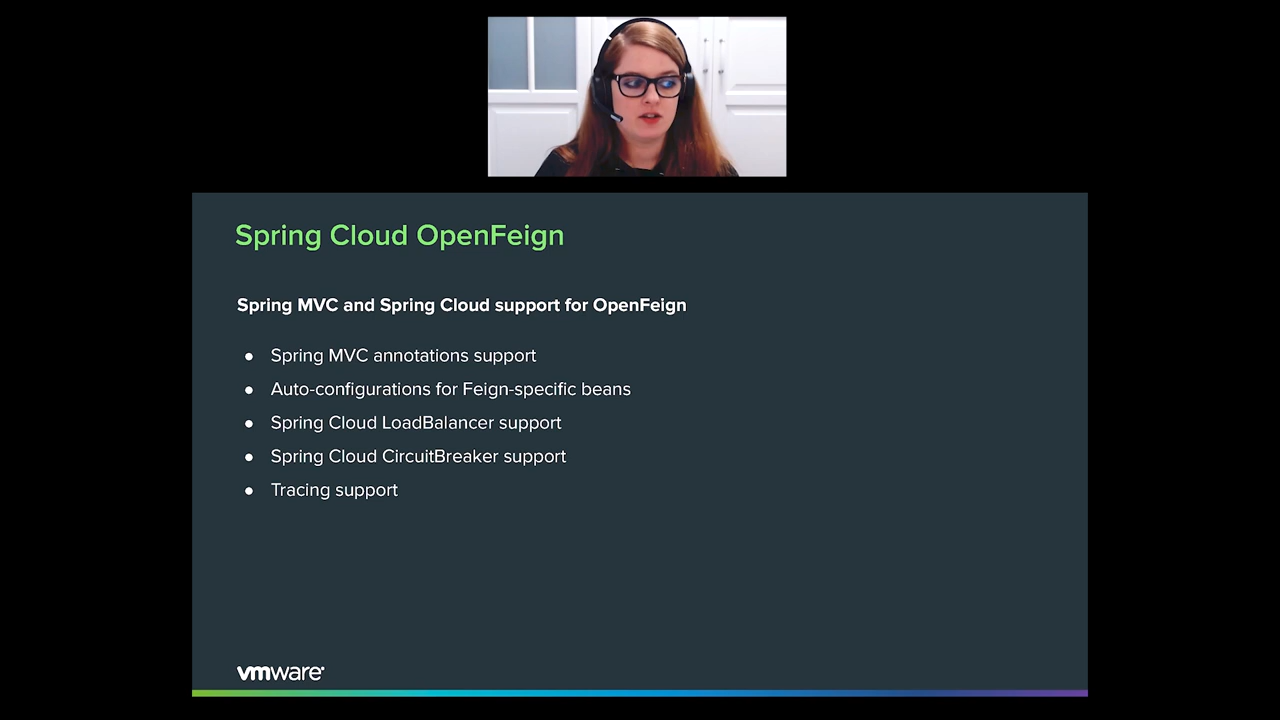 Spring Cloud OpenFeign
Spring MVC and Spring Cloud support for OpenFeign
● Spring MVC annotations support
● Auto-configurations for Feign-specific beans
● Spring Cloud LoadBalancer support
● Spring Cloud CircuitBreaker support
● Tracing support
vmware®